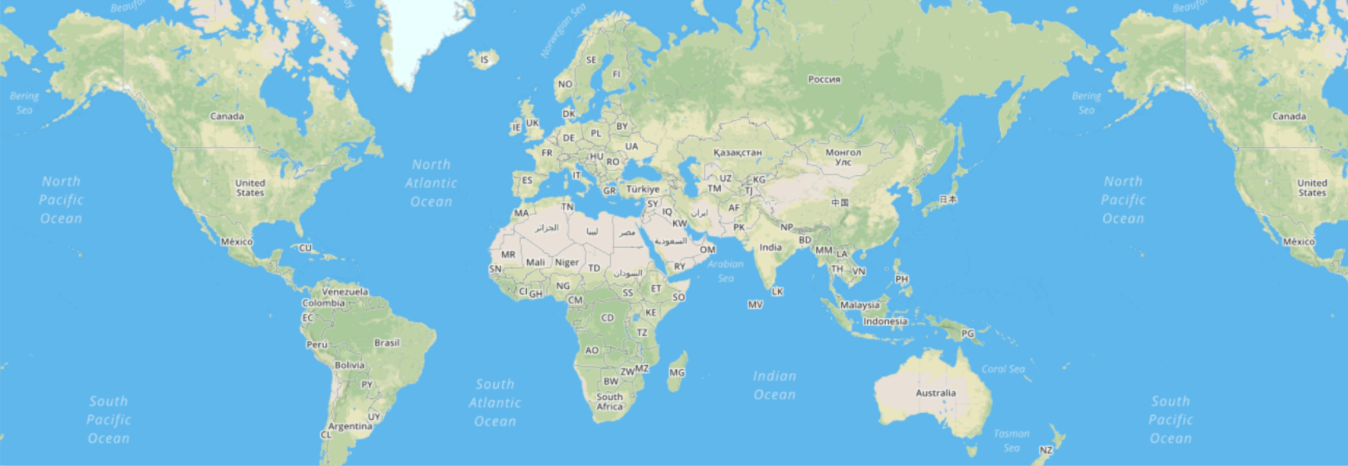 Beaufor
Norwegian Sea
Beaufor
IS
SE
FI
NO
Россия
Bering
Sea
Bering
Sea
Canada
Canada
DK
IE
UK
BY
PL
DE
UA
FR
HU
RO
Қазақстан
Монгол
Улс
North
Atlantic
Ocean
IT
ES
GR
Türkiye
UZ
KG
TM
TJ
中国
日本
United
States
United
States
North
Pacific
Ocean
North
Pacific
Ocean
MA
TN
SY
IQ
ایران
AF
KW
PK
NP
الجزائر
ليبيا
مصر
السعودية
México
México
CU
BD
India
OM
MM
LA
MR
Mali
Niger
TD
السودان
RY
Arabian
Sea
SN
TH
VN
PH
CI
GH
NG
CM
SS
ET
SO
LK
MV
Venezuela
Colombia
EC
CD
KE
Malaysia
Indonesia
PG
TZ
Perú
Brasil
AO
Bolivia
ZW
MZ
MG
Coral Sea
PY
BW
South
Atlantic
Ocean
Indian
Ocean
Australia
South
Africa
South
Pacific
Ocean
South
Pacific
Ocean
UY
Argentina
CL
Tasman
Sea
NZ